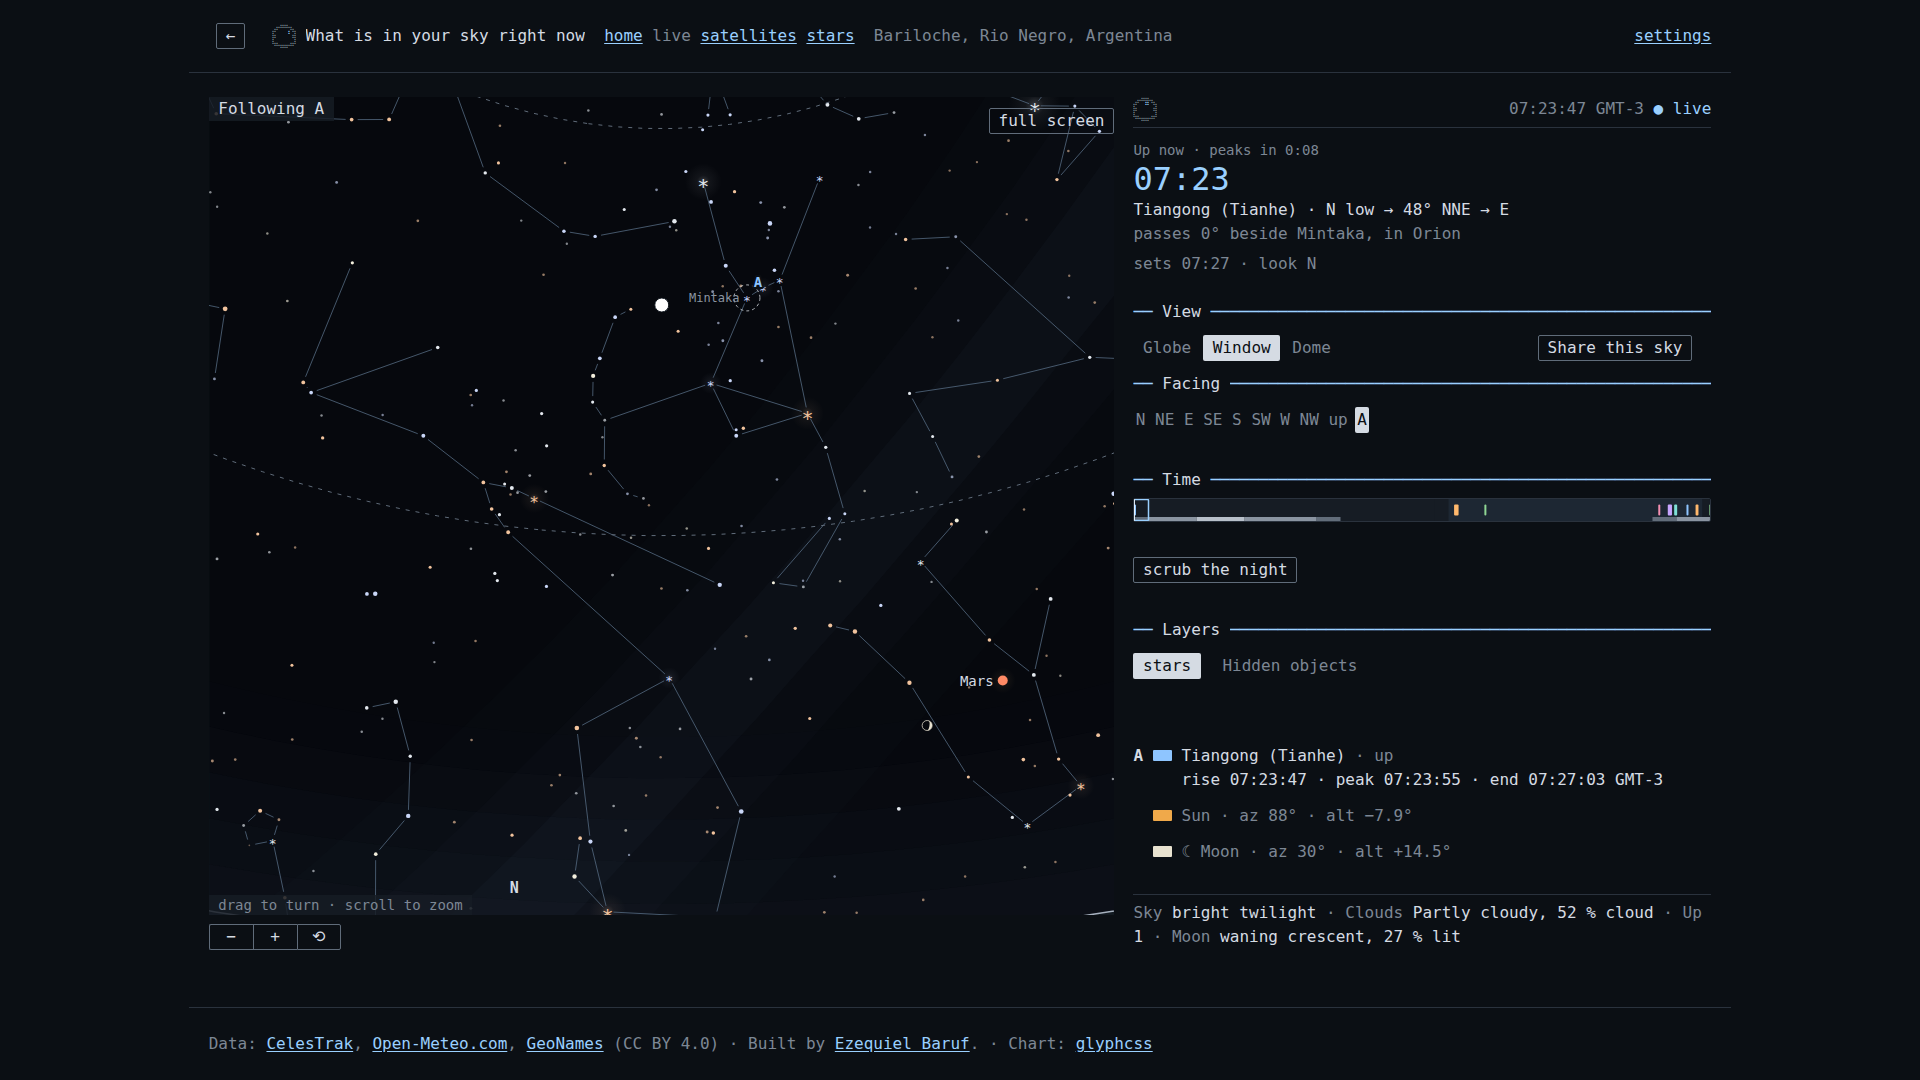 ← What is in your sky right now home live satellites stars Bariloche, Rio Negro, Argentina settings
Following A
full screen
07:23:47 GMT-3 ● live
Up now · peaks in 0:08
07:23
Tiangong (Tianhe) · N low → 48° NNE → E
passes 0° beside Mintaka, in Orion
sets 07:27 · look N
A
Mintaka
View
Globe Window Dome Share this sky
Facing
N NE E SE S SW W NW up A
Time
scrub the night
Layers
stars Hidden objects
Mars
A Tiangong (Tianhe) · up
rise 07:23:47 · peak 07:23:55 · end 07:27:03 GMT-3
Sun · az 88° · alt −7.9°
☾ Moon · az 30° · alt +14.5°
N
drag to turn · scroll to zoom
− + ⟲
Sky bright twilight · Clouds Partly cloudy, 52 % cloud · Up
1 · Moon waning crescent, 27 % lit
Data: CelesTrak, Open-Meteo.com, GeoNames (CC BY 4.0) · Built by Ezequiel Baruf. · Chart: glyphcss